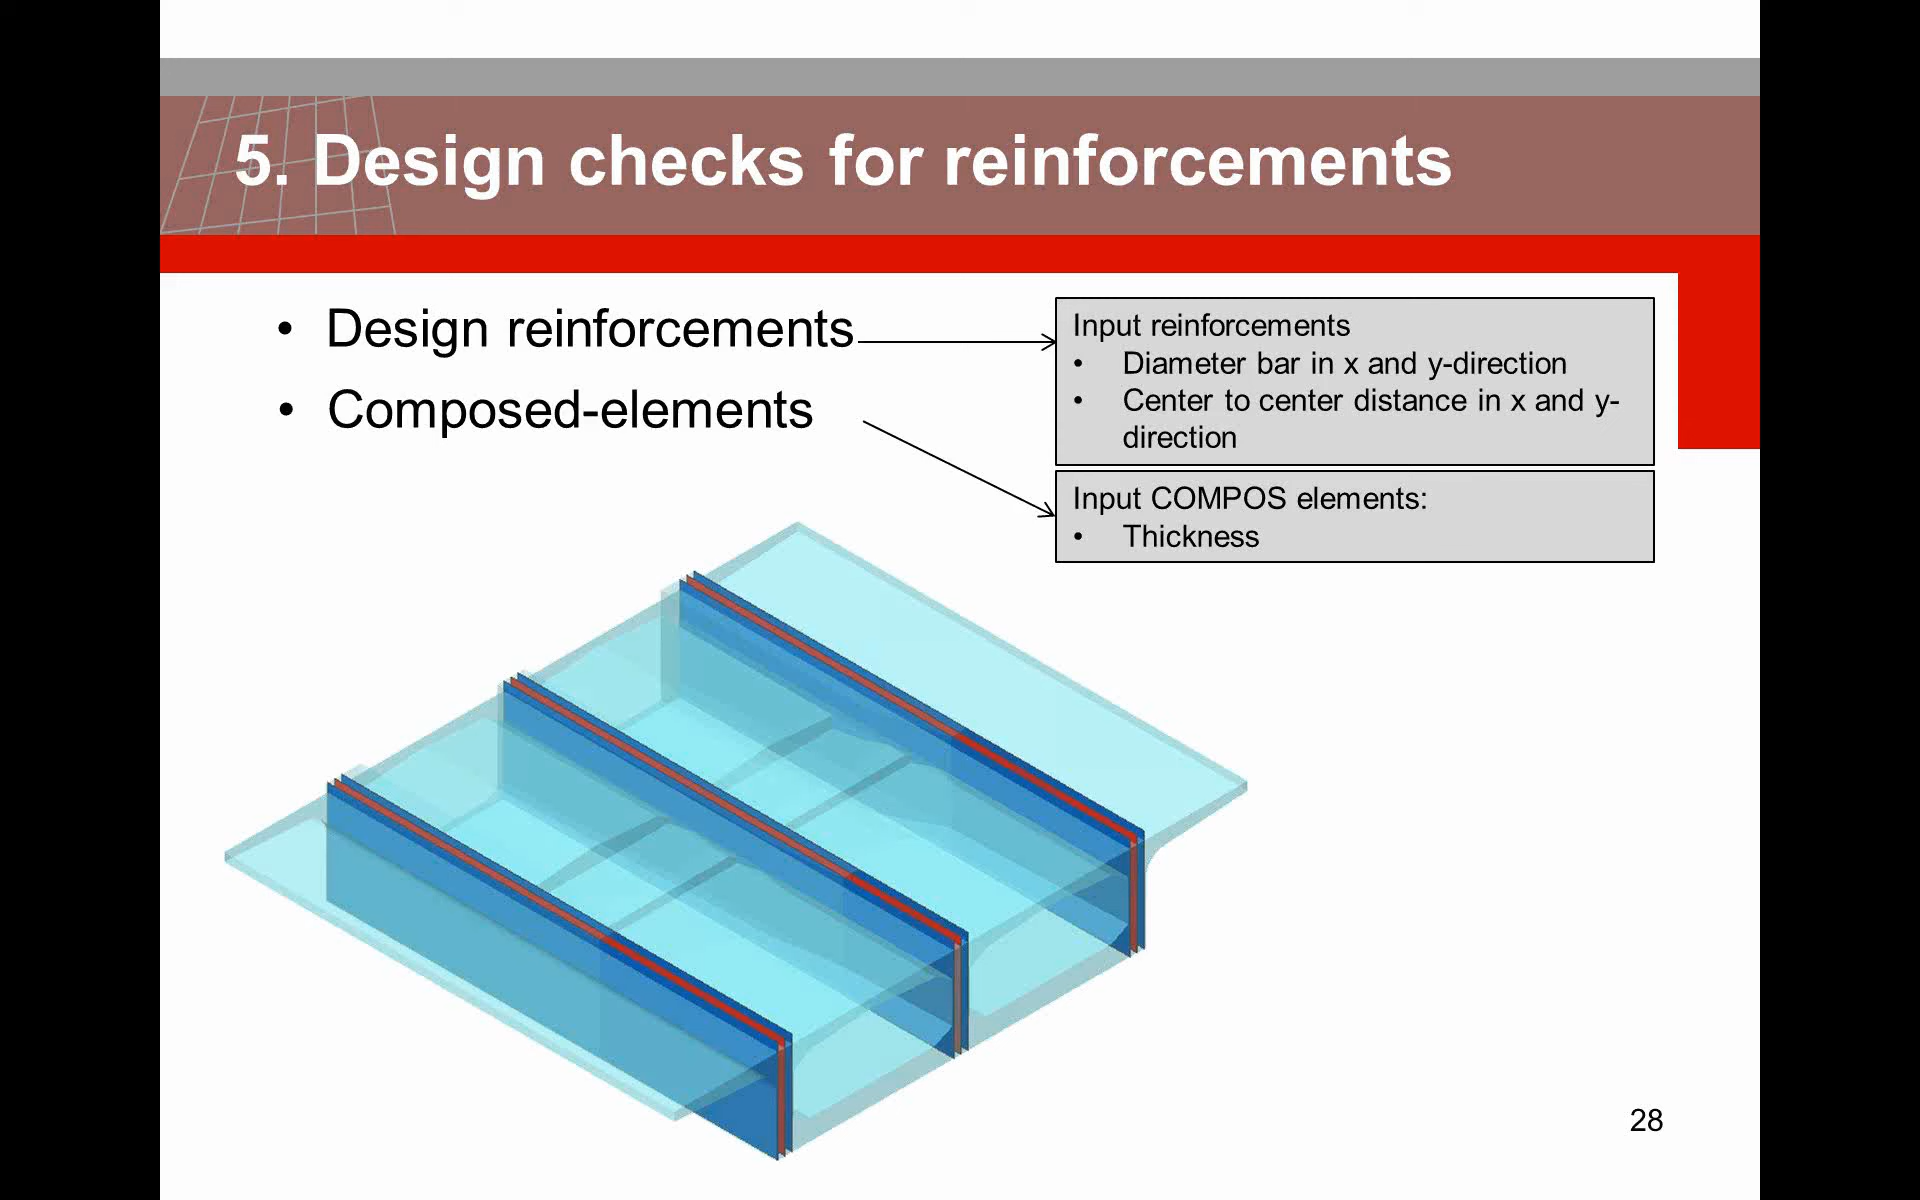 5. Design checks for reinforcements
• Design reinforcements
• Composed-elements
Input reinforcements
• Diameter bar in x and y-direction
• Center to center distance in x and y-
direction
Input COMPOS elements:
• Thickness
28